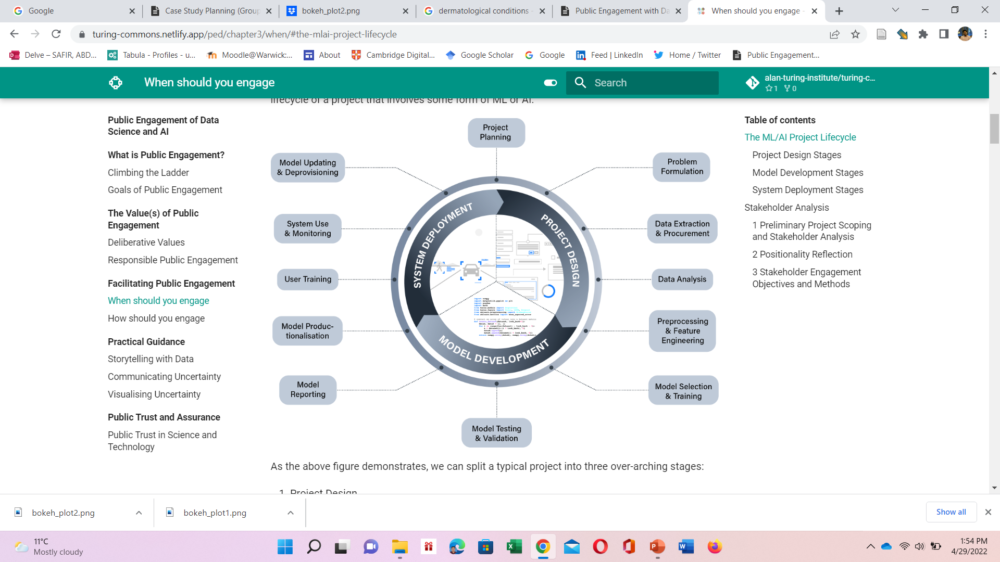 Google
Case Study Planning (Group
bokeh_plot2.png
dermatological conditions -
Public Engagement with Da
When should you engage -
turing-commons.netlify.app/ped/chapter3/when/#the-mlai-project-lifecycle
Delve – SAFIR, ABD...
Tabula - Profiles - u...
Moodle@Warwick:...
About
Cambridge Digital...
Google Scholar
Google
Feed | LinkedIn
Home / Twitter
Public Engagement...
When should you engage
Search
alan-turing-institute/turing-c...
1
0
lifecycle of a project that involves some form of ML or AI.
Public Engagement of Data
Science and AI
What is Public Engagement?
Climbing the Ladder
Goals of Public Engagement
The Value(s) of Public
Engagement
Deliberative Values
Responsible Public Engagement
Facilitating Public Engagement
When should you engage
How should you engage
Practical Guidance
Storytelling with Data
Communicating Uncertainty
Visualising Uncertainty
Public Trust and Assurance
Public Trust in Science and
Technology
Project
Planning
Problem
Formulation
Data Extraction
& Procurement
Data Analysis
Preprocessing
& Feature
Engineering
Model Selection
& Training
Model Testing
& Validation
Model
Reporting
Model Produc-
tionalisation
User Training
System Use
& Monitoring
Model Updating
& Deprovisioning
PROJECT DESIGN
MODEL DEVELOPMENT
SYSTEM DEPLOYMENT
As the above figure demonstrates, we can split a typical project into three over-arching stages:
1. Project Design
Table of contents
The ML/AI Project Lifecycle
Project Design Stages
Model Development Stages
System Deployment Stages
Stakeholder Analysis
1 Preliminary Project Scoping
and Stakeholder Analysis
2 Positionality Reflection
3 Stakeholder Engagement
Objectives and Methods
bokeh_plot2.png
bokeh_plot1.png
Show all
11°C
Mostly cloudy
1:54 PM
4/29/2022